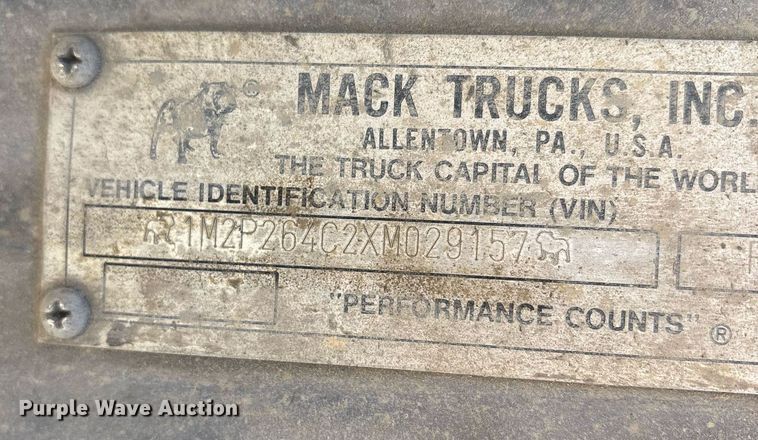 ©
MACK TRUCKS, INC.
ALLENTOWN, PA., U.S.A.
THE TRUCK CAPITAL OF THE WORL
VEHICLE IDENTIFICATION NUMBER (VIN)
1M2P264C2XM029157
"PERFORMANCE COUNTS" ®
Purple Wave Auction